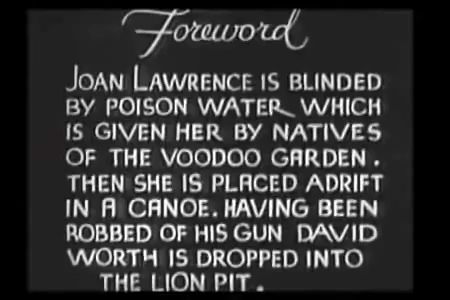 Foreword
JOAN LAWRENCE IS BLINDED
BY POISON WATER WHICH
IS GIVEN HER BY NATIVES
OF THE VOODOO GARDEN.
THEN SHE IS PLACED ADRIFT
IN A CANOE. HAVING BEEN
ROBBED OF HIS GUN DAVID
WORTH IS DROPPED INTO
THE LION PIT.